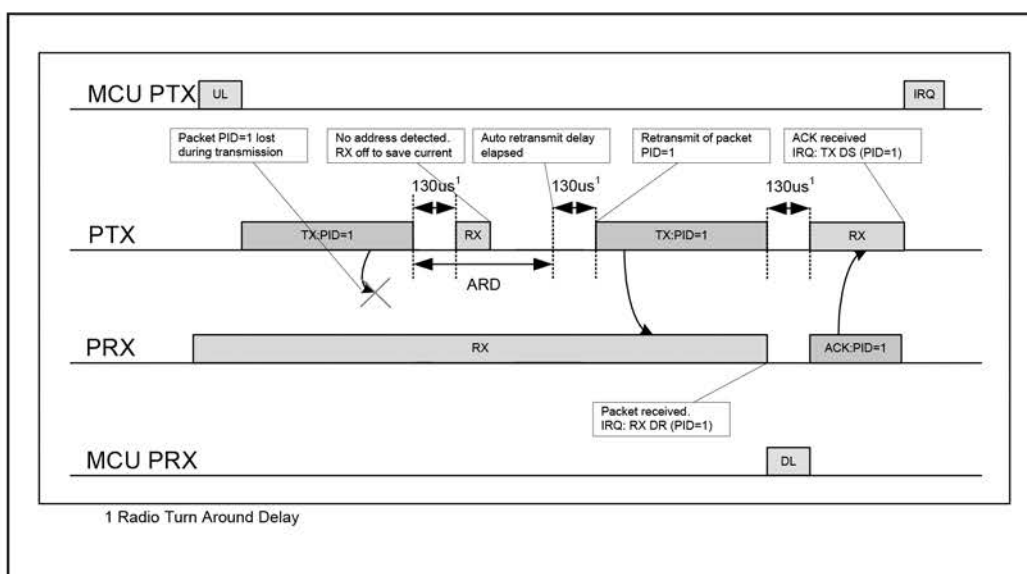 MCU PTX
UL
IRQ
Packet PID=1 lost
during transmission
No address detected.
RX off to save current
Auto retransmit delay
elapsed
Retransmit of packet
PID=1
ACK received
IRQ: TX DS (PID=1)
130us1
130us1
130us1
PTX
TX:PID=1
RX
TX:PID=1
RX
ARD
PRX
RX
ACK:PID=1
Packet received.
IRQ: RX DR (PID=1)
MCU PRX
DL
1 Radio Turn Around Delay